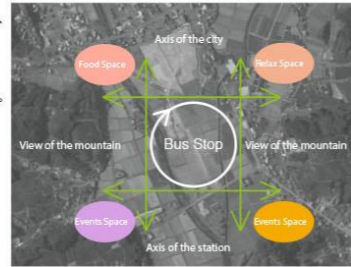 Axis of the city
Food Space
Relax Space
View of the mountain
Bus Stop
View of the mountain
Events Space
Events Space
Axis of the station